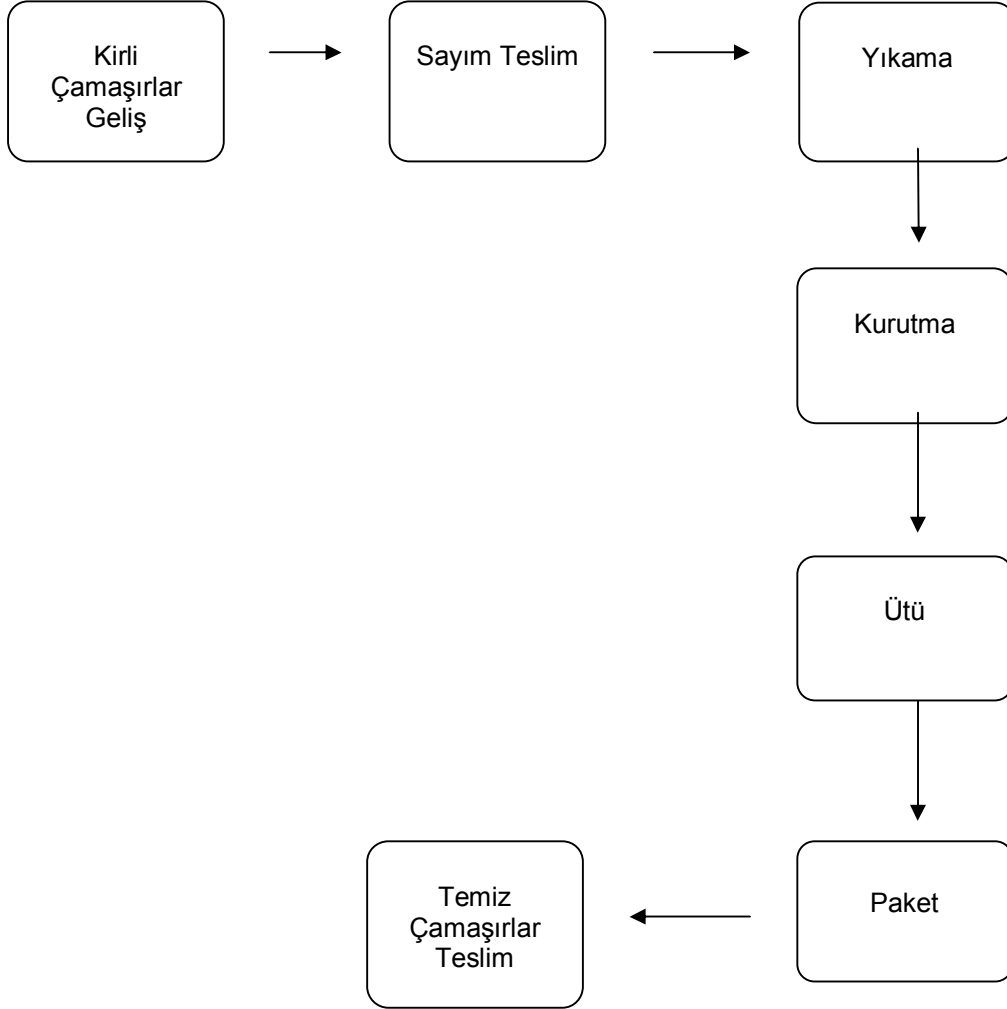 Kirli
Çamaşırlar
Geliş
Sayım Teslim
Yıkama
Kurutma
Ütü
Paket
Temiz
Çamaşırlar
Teslim